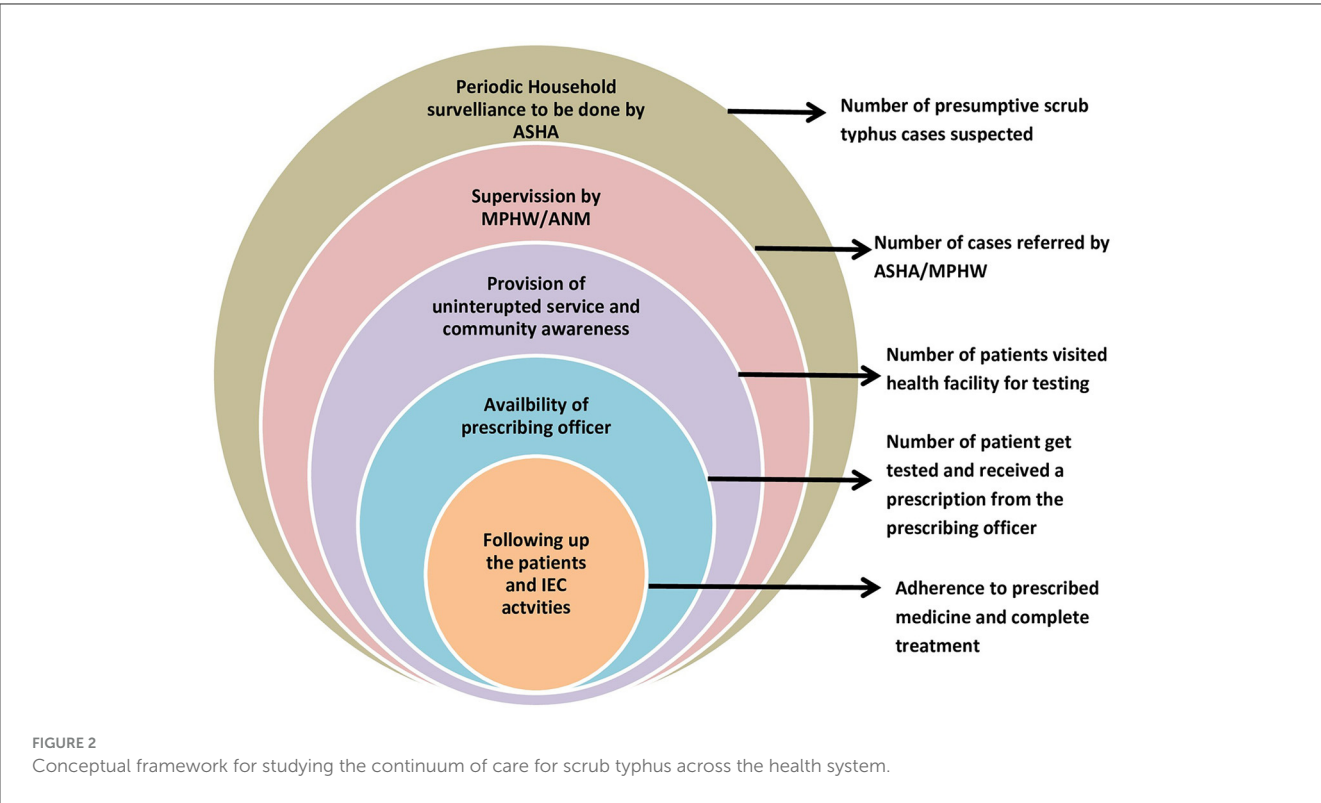 Periodic Household
survelliance to be done by
ASHA
Number of presumptive scrub
typhus cases suspected
Supervission by
MPHW/ANM
Number of cases referred by
ASHA/MPHW
Provision of
uninterupted service and
community awareness
Number of patients visited
health facility for testing
Availbility of
prescribing officer
Number of patient get
tested and received a
prescription from the
prescribing officer
Following up
the patients
and IEC
actvities
Adherence to prescribed
medicine and complete
treatment
FIGURE 2
Conceptual framework for studying the continuum of care for scrub typhus across the health system.